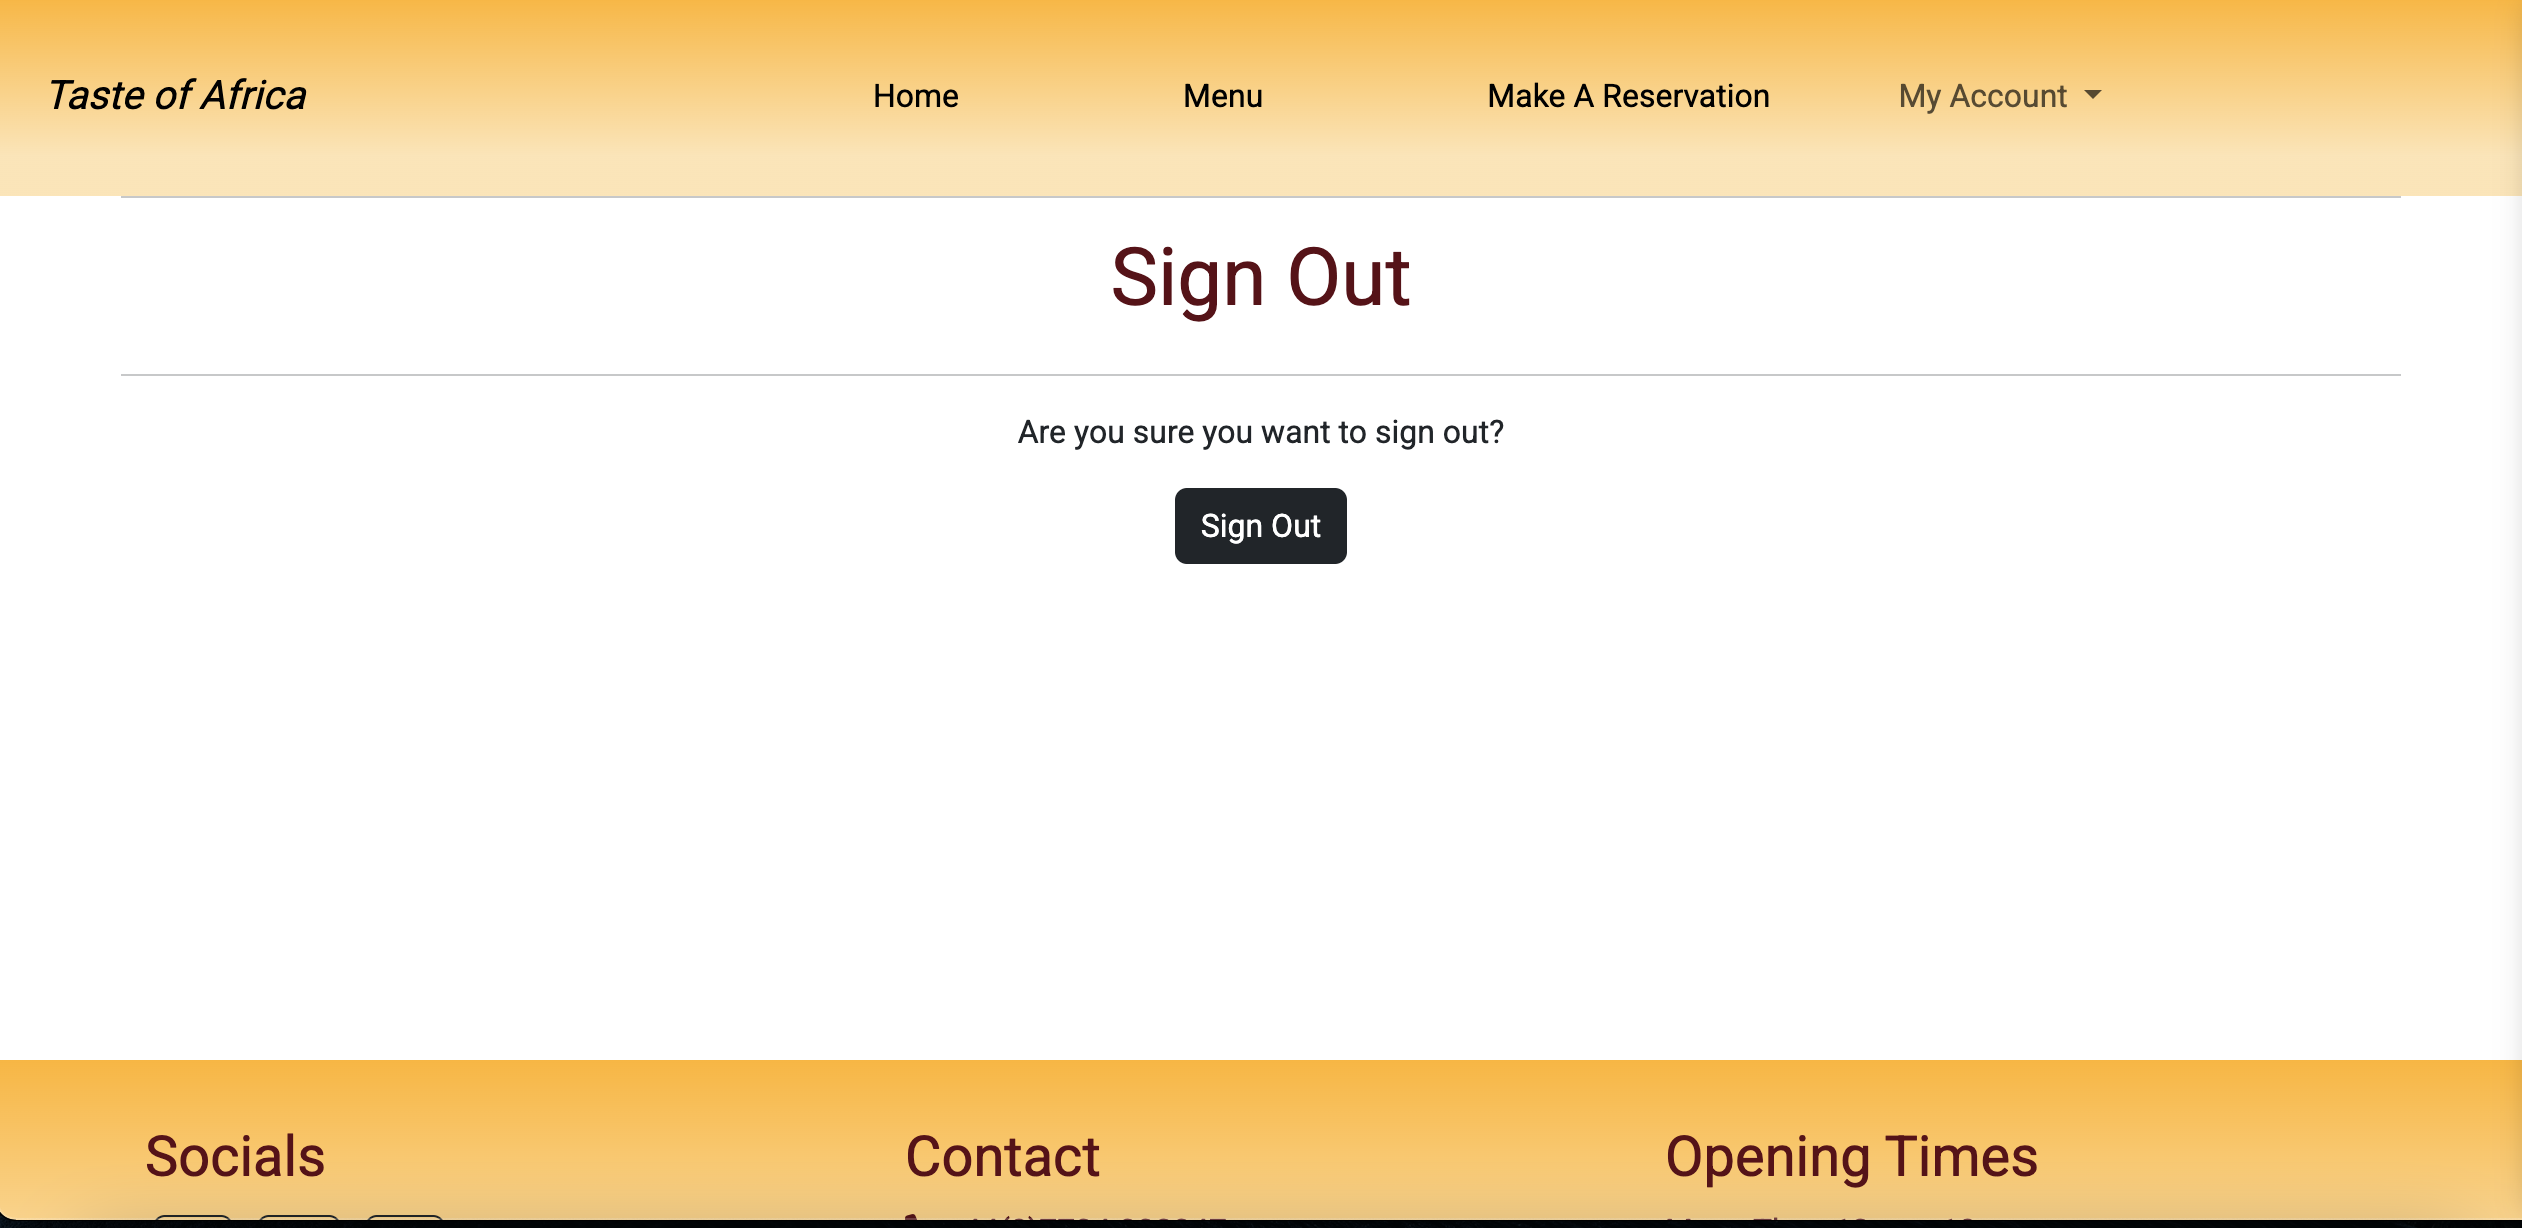 Taste of Africa
Home
Menu
Make A Reservation
My Account
Sign Out
Are you sure you want to sign out?
Sign Out
Socials
Contact
Opening Times